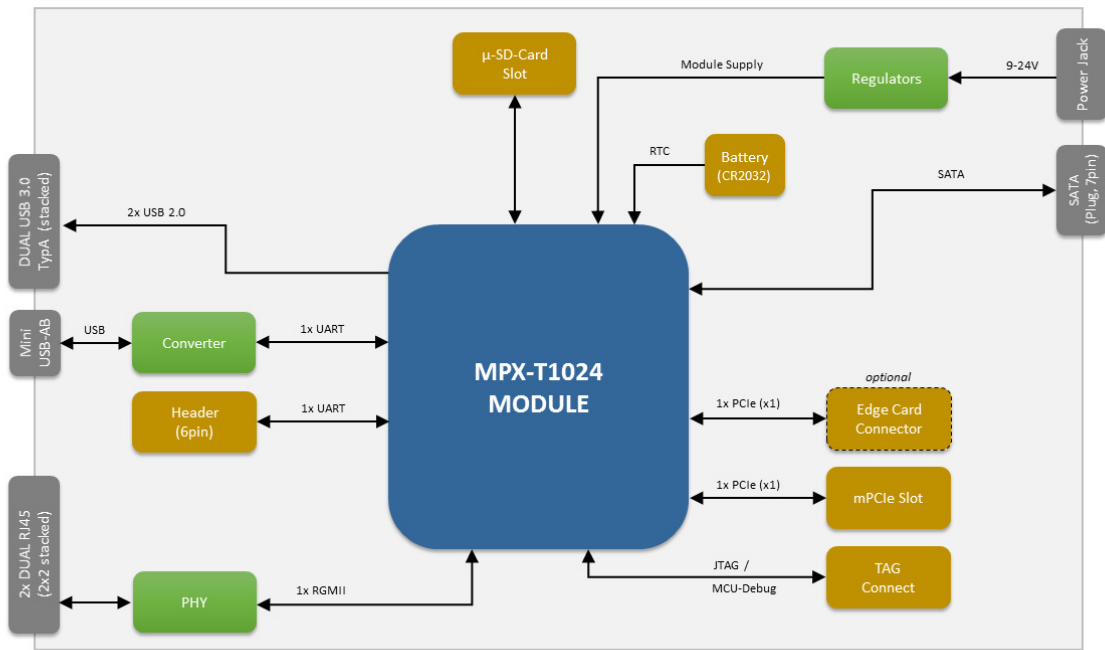 µ-SD-Card
Slot
Module Supply
Regulators
9-24V
Power Jack
RTC
Battery
(CR2032)
SATA
SATA
(Plug, 7pin)
DUAL USB 3.0
TypA (stacked)
2x USB 2.0
Mini
USB-AB
USB
Converter
1x UART
MPX-T1024
MODULE
Header
(6pin)
1x UART
optional
1x PCIe (x1)
Edge Card
Connector
1x PCIe (x1)
mPCIe Slot
2x DUAL RJ45
(2x2 stacked)
PHY
1x RGMII
JTAG /
MCU-Debug
TAG
Connect